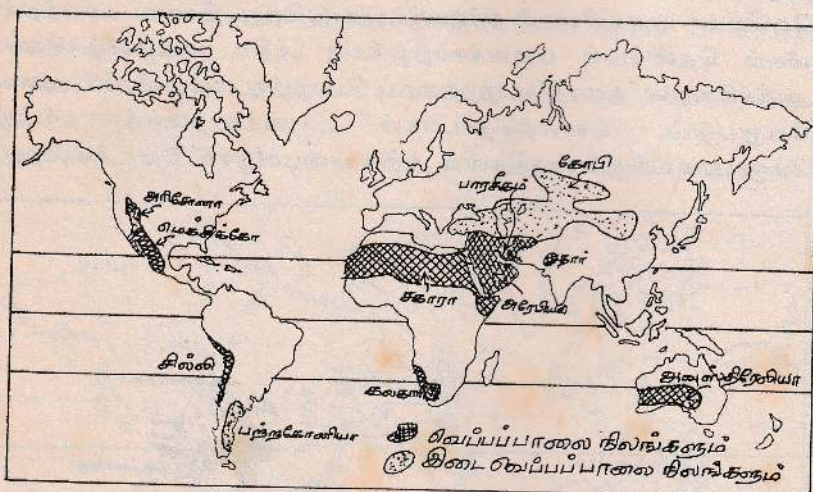 கோபி
பாரசீகம்
அரிசோனா
மெக்திக்கோ
தார்
சகாரா
அரேபியா
சில்லி
அவுஸ்திரேலியா
கலகாரி
பற்றகோனியா
வெப்பப்பாலை நிலங்களும்
இடைவெப்பப்பாலை நிலங்களும்